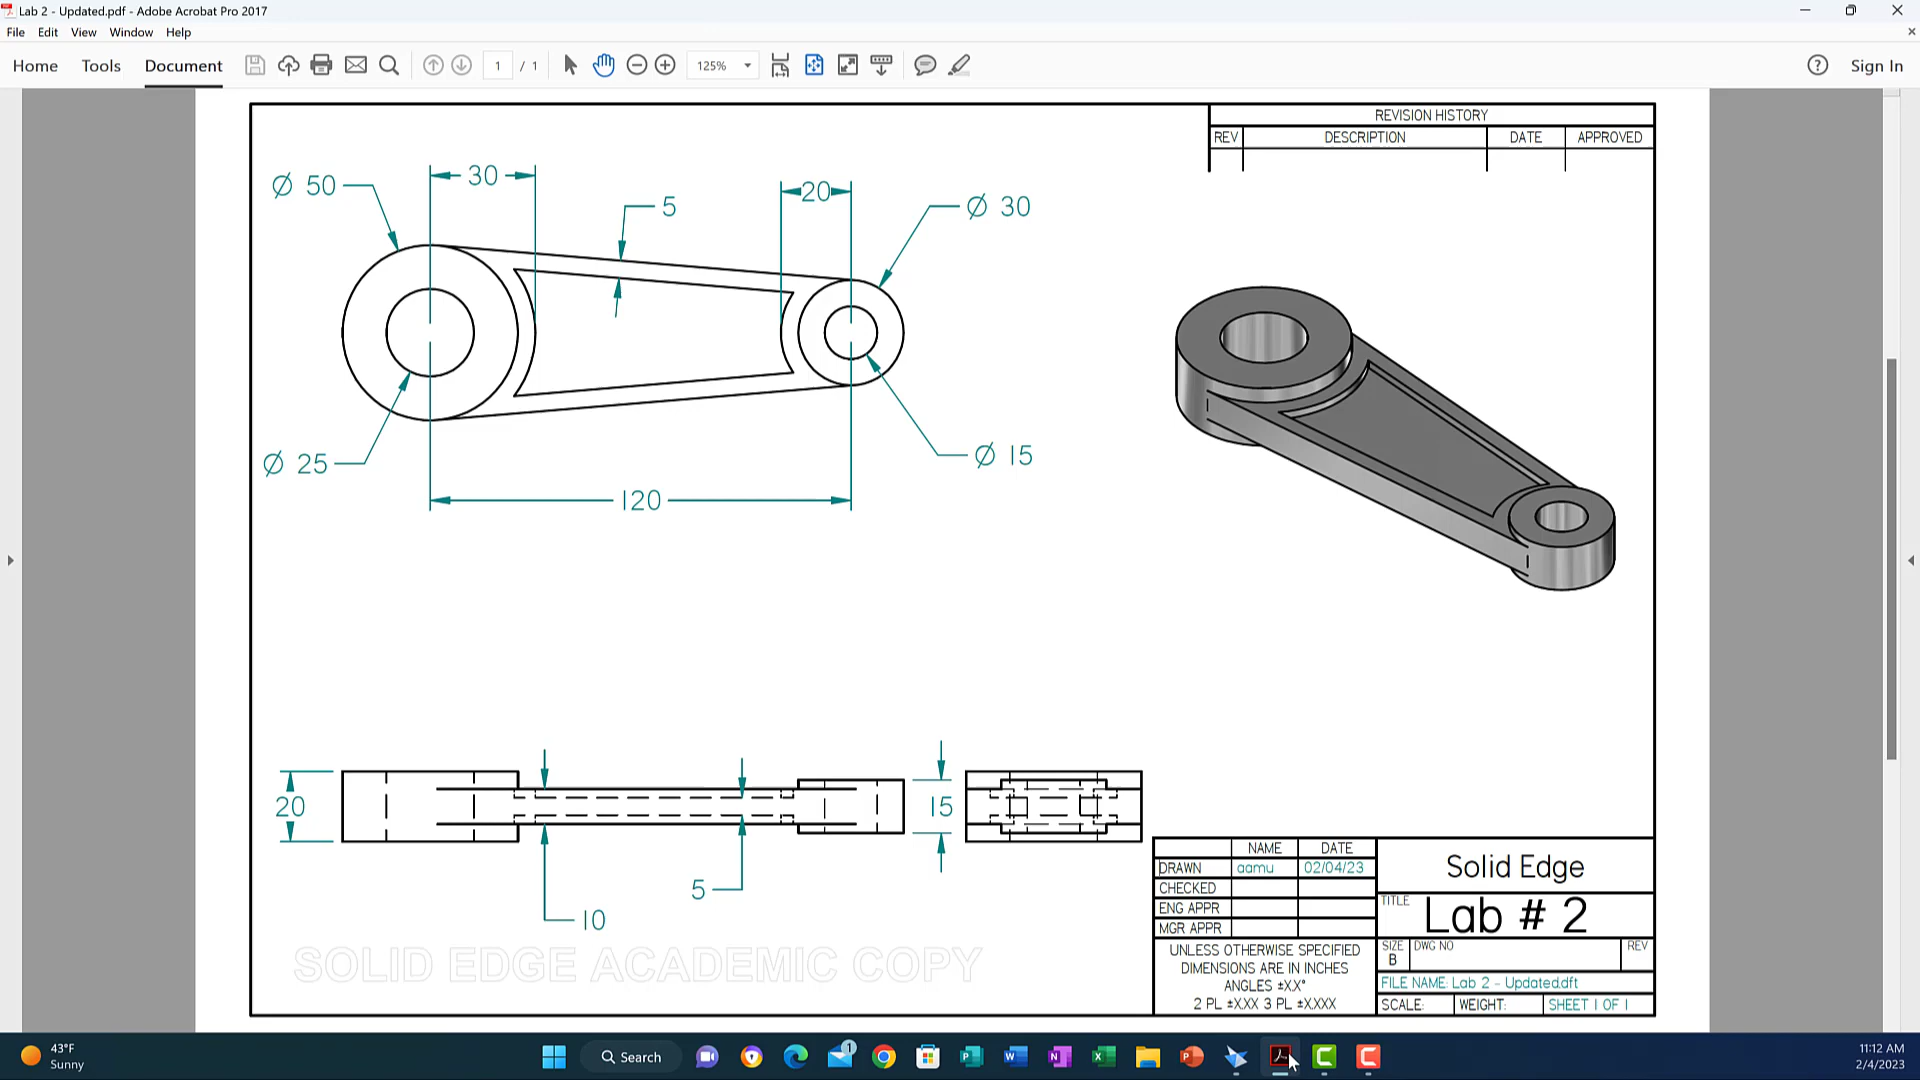 Lab 2 - Updated.pdf - Adobe Acrobat Pro 2017
File Edit View Window Help
Home Tools Document 1 / 1 125% Sign In
REVISION HISTORY
REV DESCRIPTION DATE APPROVED
Ø 50
30
5
20
Ø 30
Ø 25
Ø 15
120
20
15
5
10
SOLID EDGE ACADEMIC COPY
NAME DATE
DRAWN aamu 02/04/23
CHECKED
ENG APPR
MGR APPR
UNLESS OTHERWISE SPECIFIED
DIMENSIONS ARE IN INCHES
ANGLES ±X.X°
2 PL ±X.XX 3 PL ±X.XXX
Solid Edge
TITLE
Lab # 2
SIZE DWG NO REV
B
FILE NAME: Lab 2 - Updated.dft
SCALE: WEIGHT: SHEET 1 OF 1
43°F
Sunny
Search
1
11:12 AM
2/4/2023